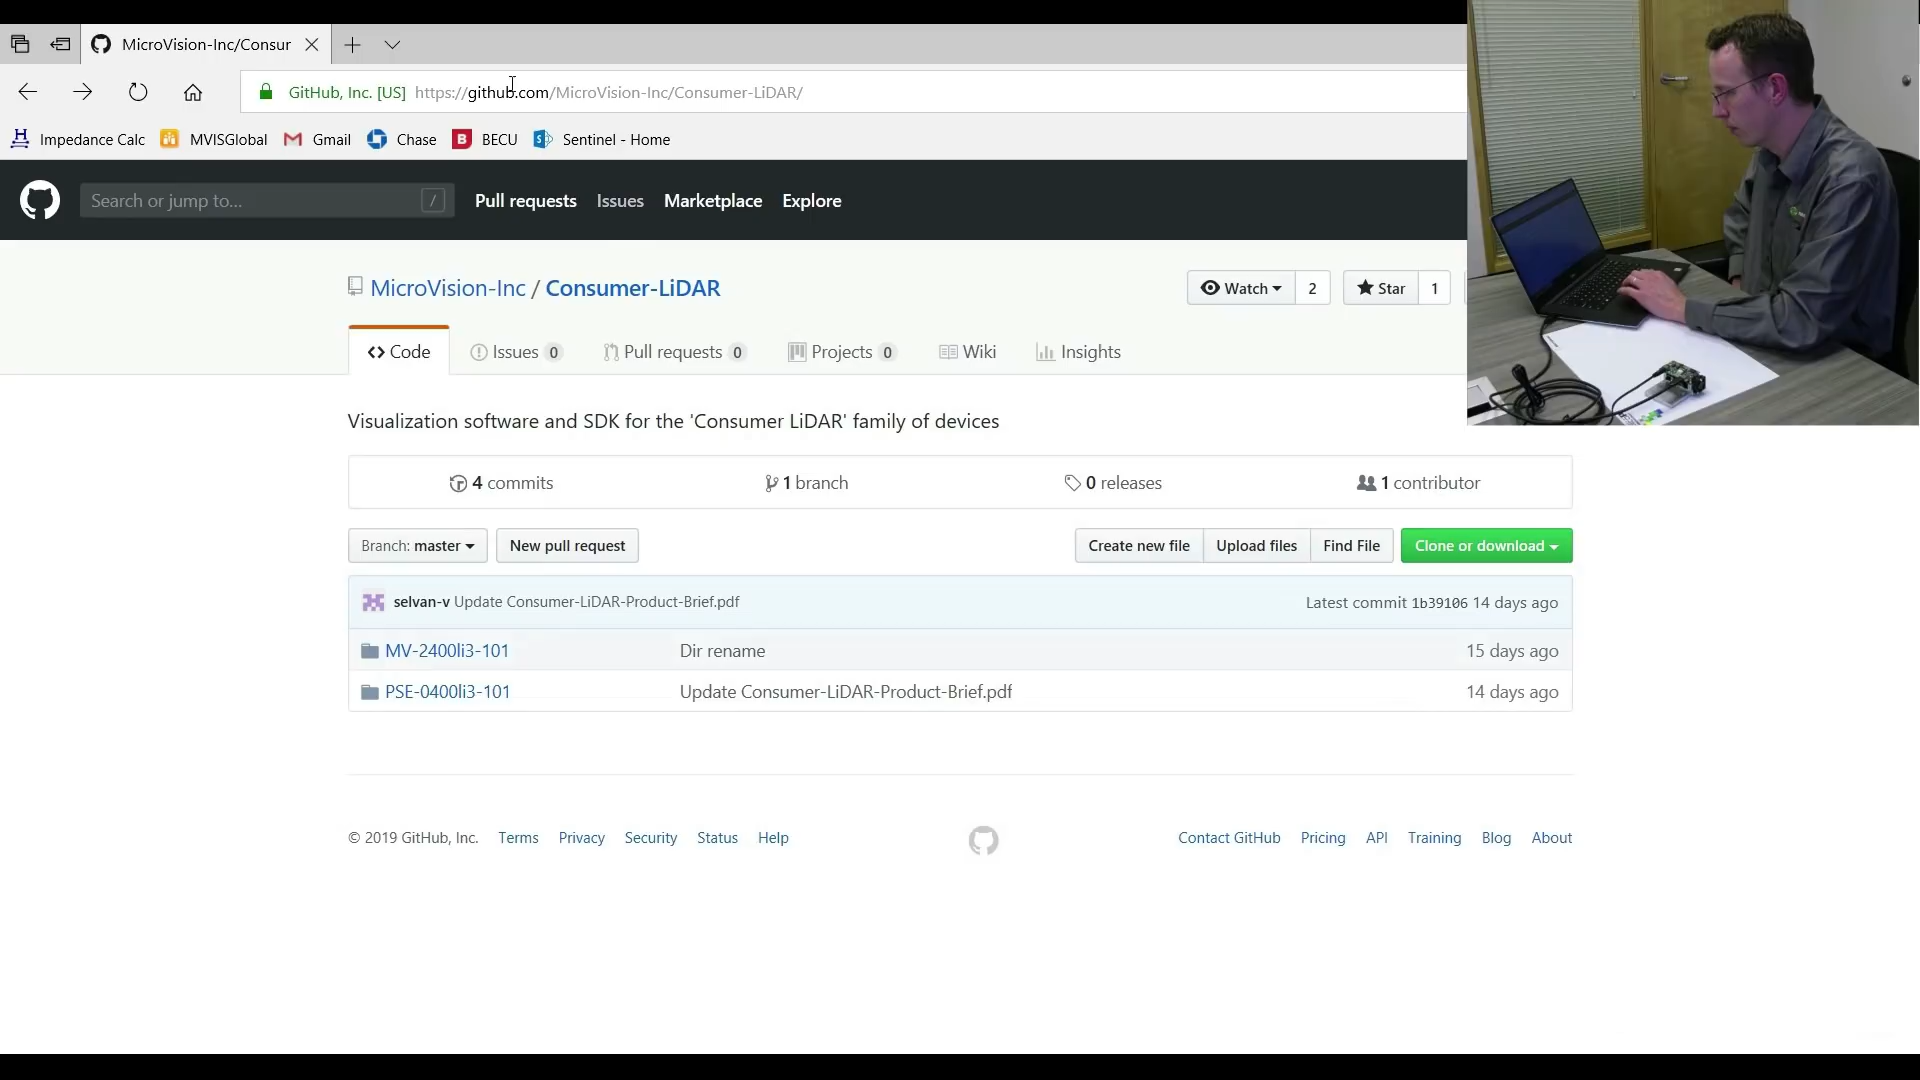 MicroVision-Inc/Consur
GitHub, Inc. [US] https://github.com/MicroVision-Inc/Consumer-LiDAR/
Impedance Calc MVISGlobal Gmail Chase BECU Sentinel - Home
Search or jump to... / Pull requests Issues Marketplace Explore
MicroVision-Inc / Consumer-LiDAR Watch 2 Star 1
Code Issues 0 Pull requests 0 Projects 0 Wiki Insights
Visualization software and SDK for the 'Consumer LiDAR' family of devices
4 commits 1 branch 0 releases 1 contributor
Branch: master New pull request Create new file Upload files Find File Clone or download
selvan-v Update Consumer-LiDAR-Product-Brief.pdf Latest commit 1b39106 14 days ago
MV-2400li3-101 Dir rename 15 days ago
PSE-0400li3-101 Update Consumer-LiDAR-Product-Brief.pdf 14 days ago
© 2019 GitHub, Inc. Terms Privacy Security Status Help Contact GitHub Pricing API Training Blog About